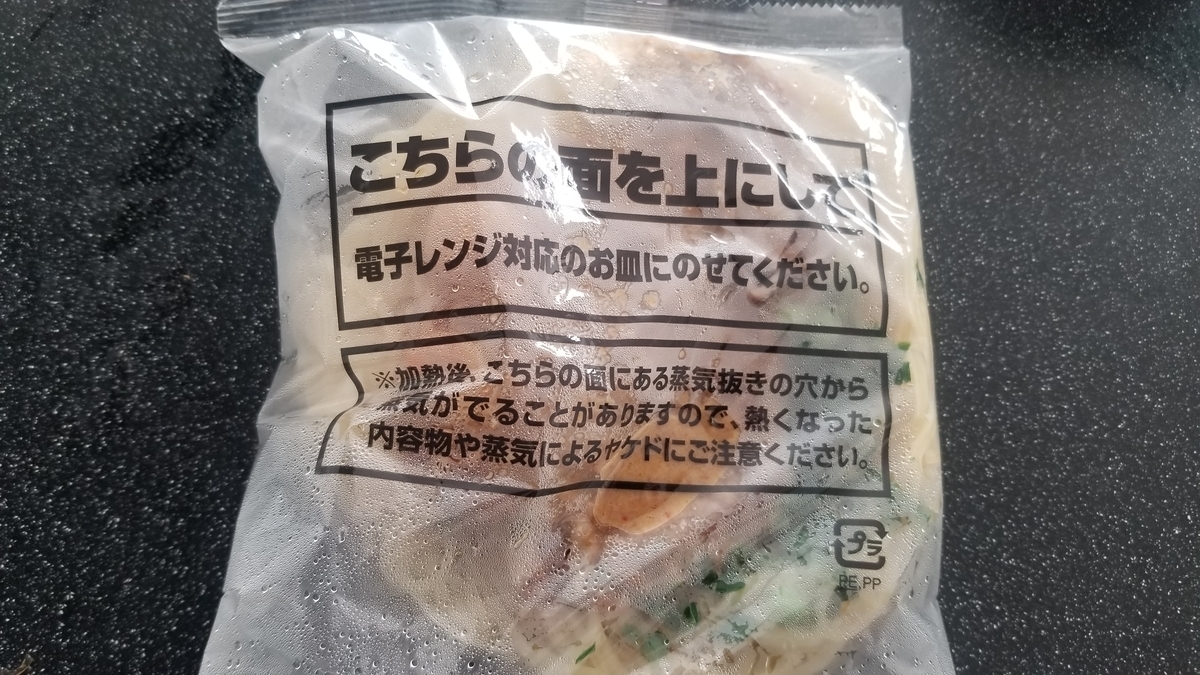 こちらの面を上にして
電子レンジ対応のお皿にのせてください。
※加熱後、こちらの面にある蒸気抜きの穴から
蒸気がでることがありますので、熱くなった
内容物や蒸気によるヤケドにご注意ください。
プラ
PE,PP